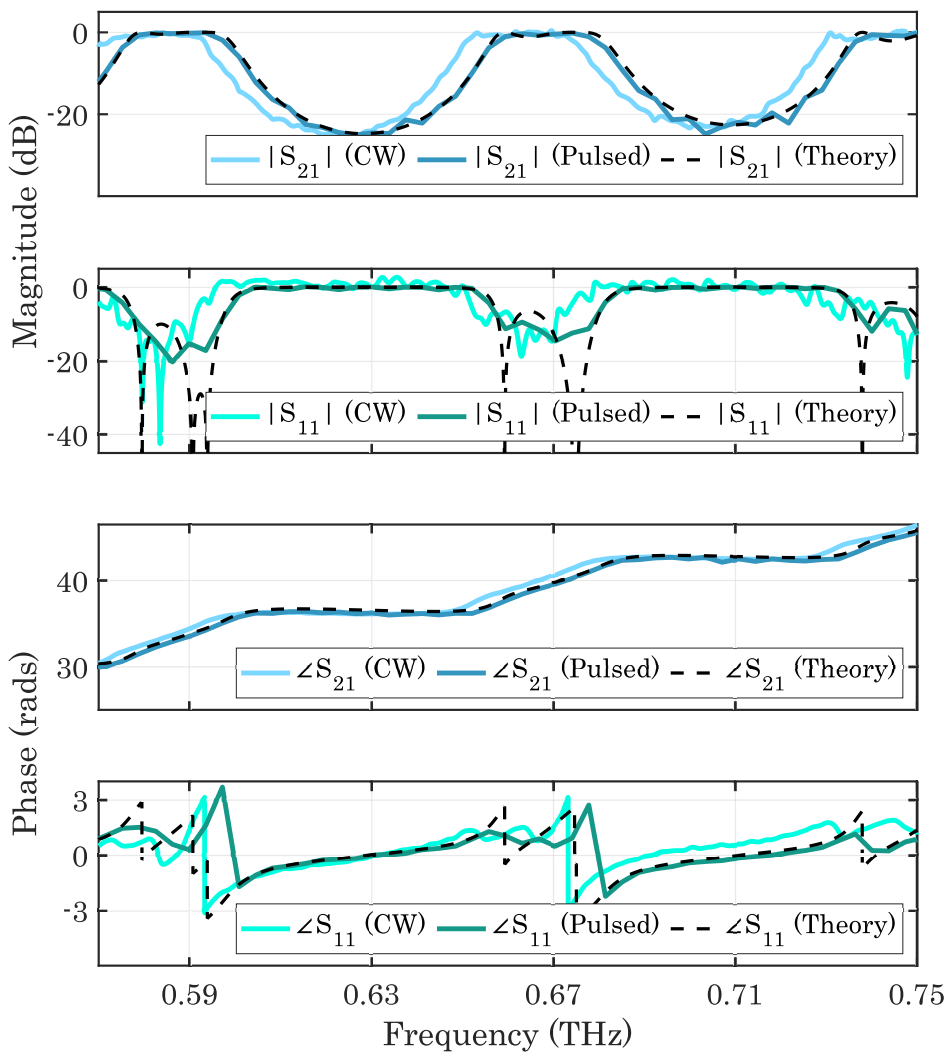 Magnitude (dB)
0
-20
|S21| (CW) |S21| (Pulsed) |S21| (Theory)
0
-20
-40
|S11| (CW) |S11| (Pulsed) |S11| (Theory)
Phase (rads)
40
30
∠S21 (CW) ∠S21 (Pulsed) ∠S21 (Theory)
3
0
-3
∠S11 (CW) ∠S11 (Pulsed) ∠S11 (Theory)
0.59 0.63 0.67 0.71 0.75
Frequency (THz)